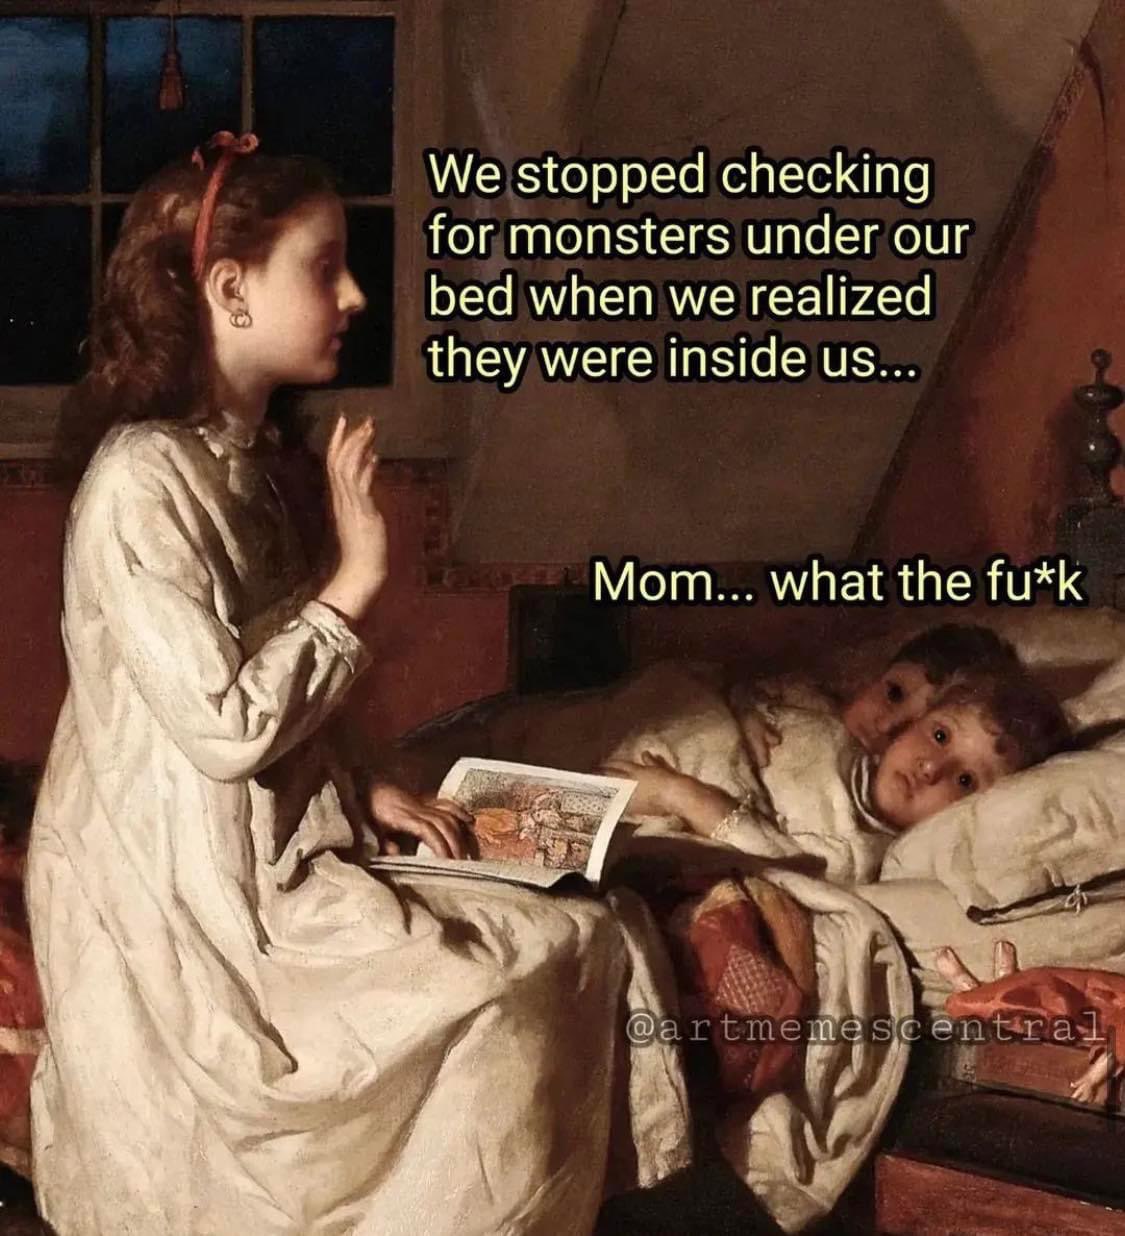 We stopped checking
for monsters under our
bed when we realized
they were inside us...
Mom... what the fu*k
@artmemescentral